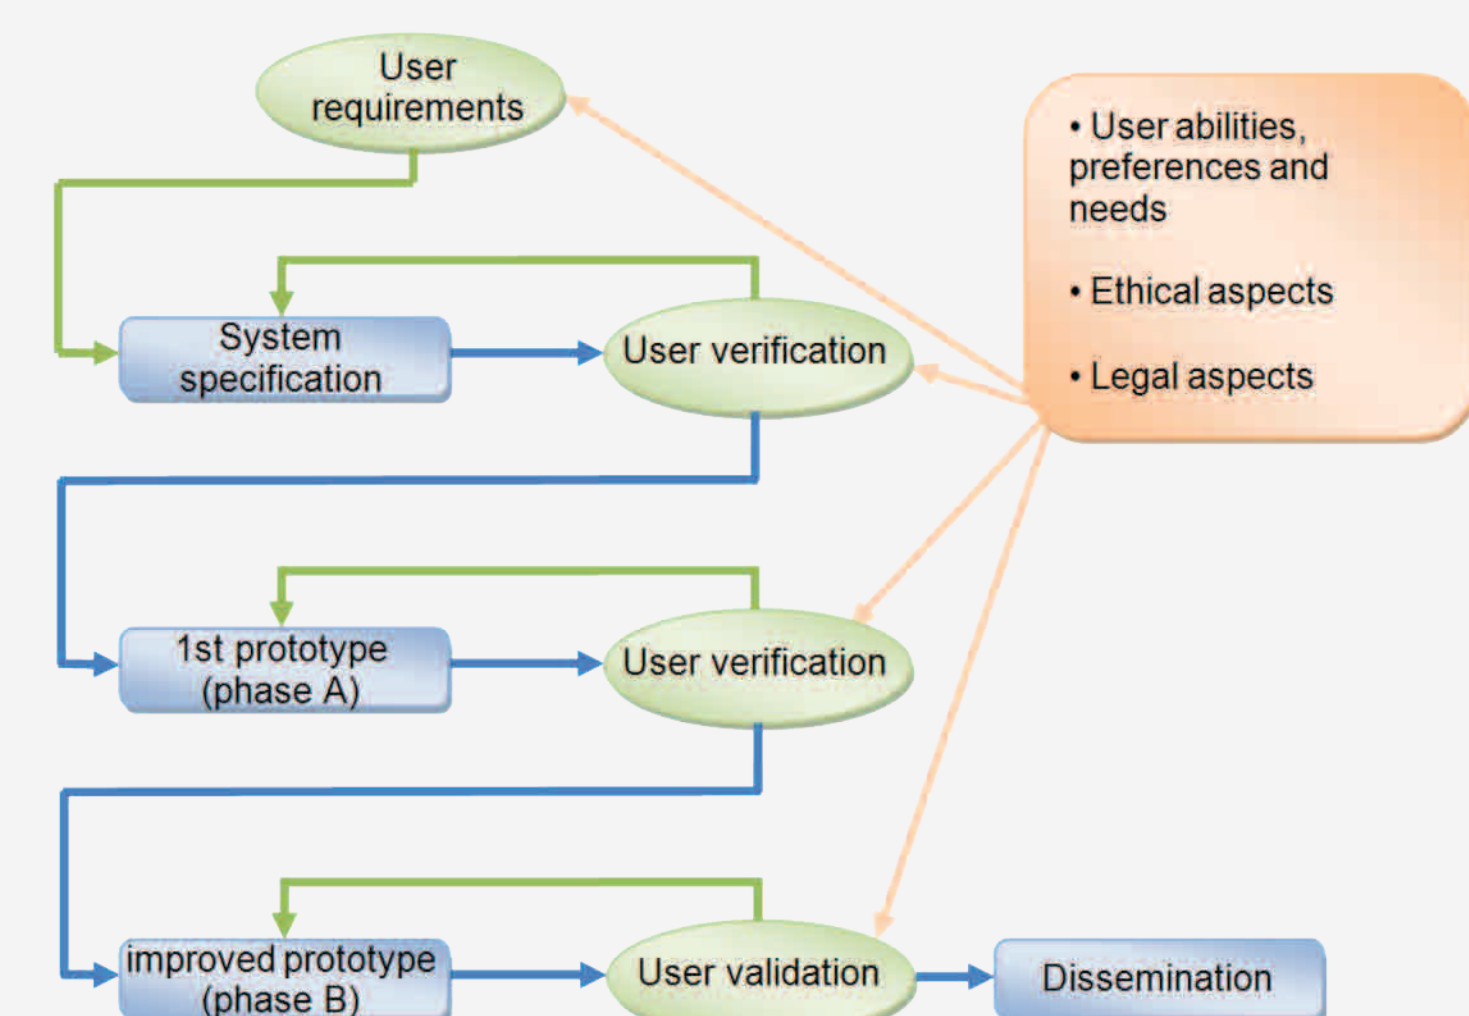 User
requirements
• User abilities,
preferences and
needs
• Ethical aspects
• Legal aspects
System
specification
User verification
1st prototype
(phase A)
User verification
improved prototype
(phase B)
User validation
Dissemination